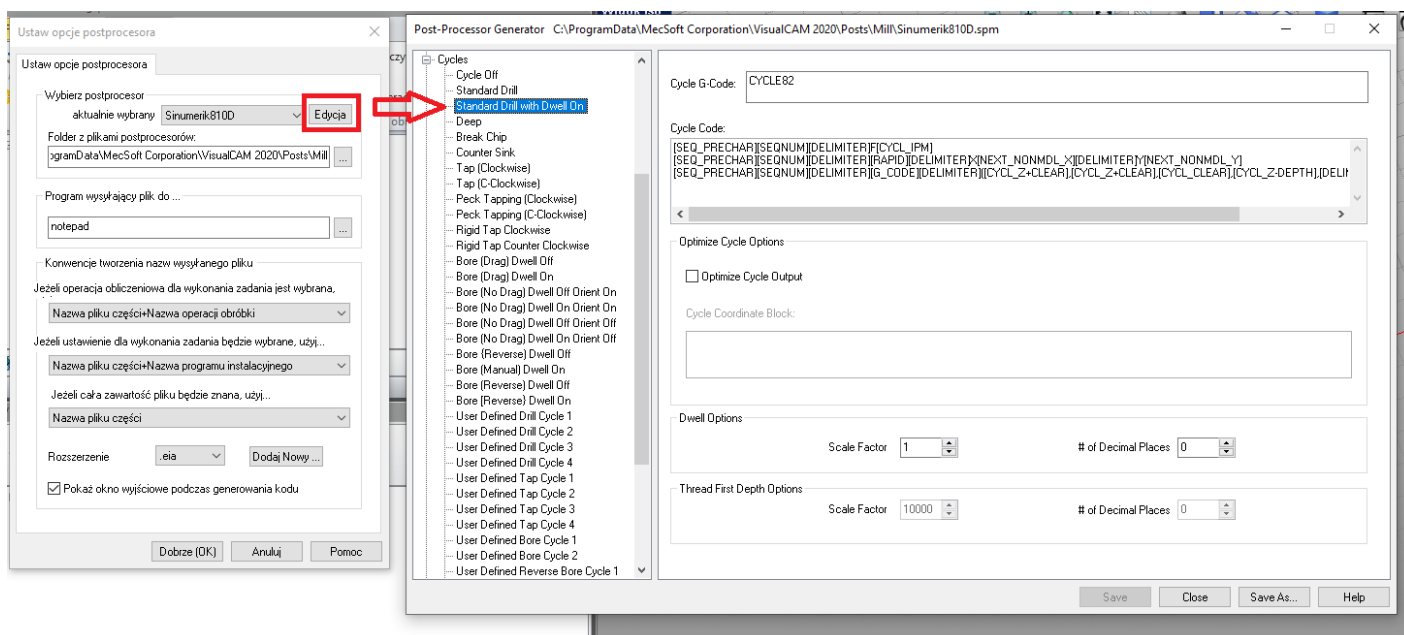 Ustaw opcje postprocesora
Ustaw opcje postprocesora
Wybierz postprocesor
aktualnie wybrany Sinumerik810D Edycja
Folder z plikami postprocesorów:
ogramData\MecSoft Corporation\VisualCAM 2020\Posts\Mill ...
Program wysyłający plik do ...
notepad ...
Konwencje tworzenia nazw wysyłanego pliku
Jeżeli operacja obliczeniowa dla wykonania zadania jest wybrana,
Nazwa pliku części+Nazwa operacji obróbki
Jeżeli ustawienie dla wykonania zadania będzie wybrane, użyj...
Nazwa pliku części+Nazwa programu instalacyjnego
Jeżeli cała zawartość pliku będzie znana, użyj...
Nazwa pliku części
Rozszerzenie .eia Dodaj Nowy ...
Pokaż okno wyjściowe podczas generowania kodu
Dobrze (OK) Anuluj Pomoc
Post-Processor Generator C:\ProgramData\MecSoft Corporation\VisualCAM 2020\Posts\Mill\Sinumerik810D.spm
Cycles
Cycle Off
Standard Drill
Standard Drill with Dwell On
Deep
Break Chip
Counter Sink
Tap (Clockwise)
Tap (C-Clockwise)
Peck Tapping (Clockwise)
Peck Tapping (C-Clockwise)
Rigid Tap Clockwise
Rigid Tap Counter Clockwise
Bore (Drag) Dwell Off
Bore (Drag) Dwell On
Bore (No Drag) Dwell Off Orient On
Bore (No Drag) Dwell On Orient On
Bore (No Drag) Dwell Off Orient Off
Bore (No Drag) Dwell On Orient Off
Bore (Reverse) Dwell Off
Bore (Manual) Dwell On
Bore (Reverse) Dwell Off
Bore (Reverse) Dwell On
User Defined Drill Cycle 1
User Defined Drill Cycle 2
User Defined Drill Cycle 3
User Defined Drill Cycle 4
User Defined Tap Cycle 1
User Defined Tap Cycle 2
User Defined Tap Cycle 3
User Defined Tap Cycle 4
User Defined Bore Cycle 1
User Defined Bore Cycle 2
User Defined Reverse Bore Cycle 1
Cycle G-Code: CYCLE82
Cycle Code:
[SEQ_PRECHAR][SEQNUM][DELIMITER]F[CYCL_IPM]
[SEQ_PRECHAR][SEQNUM][DELIMITER][RAPID][DELIMITER]X[NEXT_NONMDL_X][DELIMITER]Y[NEXT_NONMDL_Y]
[SEQ_PRECHAR][SEQNUM][DELIMITER][G_CODE][DELIMITER]([CYCL_Z+CLEAR],[CYCL_Z+CLEAR],[CYCL_CLEAR],[CYCL_Z-DEPTH],[DELI
Optimize Cycle Options
Optimize Cycle Output
Cycle Coordinate Block:
Dwell Options
Scale Factor 1 # of Decimal Places 0
Thread First Depth Options
Scale Factor 10000 # of Decimal Places 0
Save Close Save As... Help